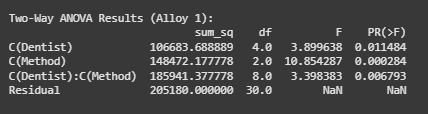 Two-Way ANOVA Results (Alloy 1):
sum_sq df F PR(>F)
C(Dentist) 106683.688889 4.0 3.899638 0.011484
C(Method) 148472.177778 2.0 10.854287 0.000284
C(Dentist):C(Method) 185941.377778 8.0 3.398383 0.006793
Residual 205180.000000 30.0 NaN NaN